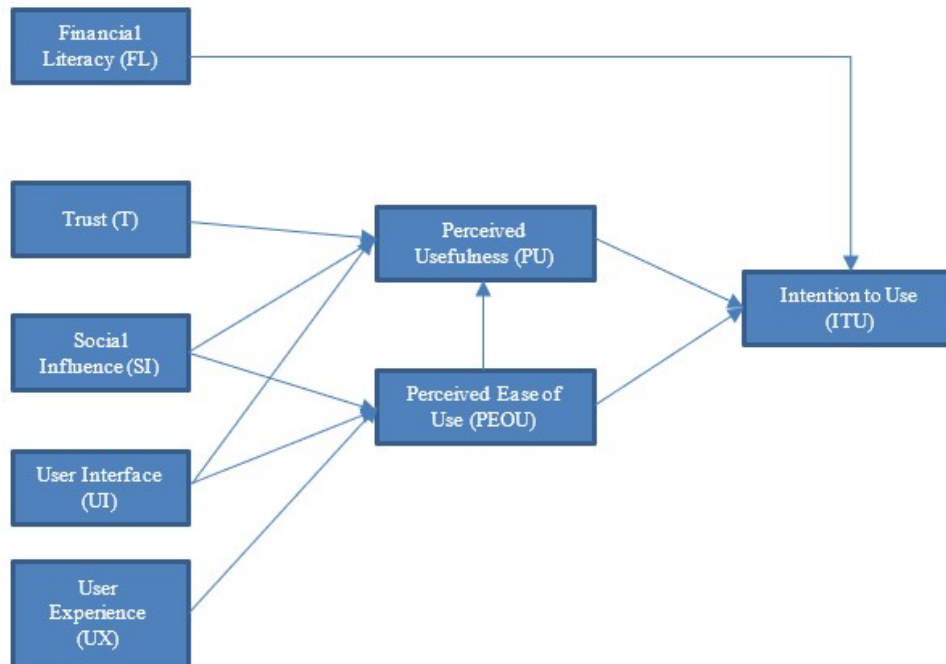 Financial
Literacy (FL)
Trust (T)
Perceived
Usefulness (PU)
Intention to Use
(ITU)
Social
Influence (SI)
Perceived Ease of
Use (PEOU)
User Interface
(UI)
User
Experience
(UX)